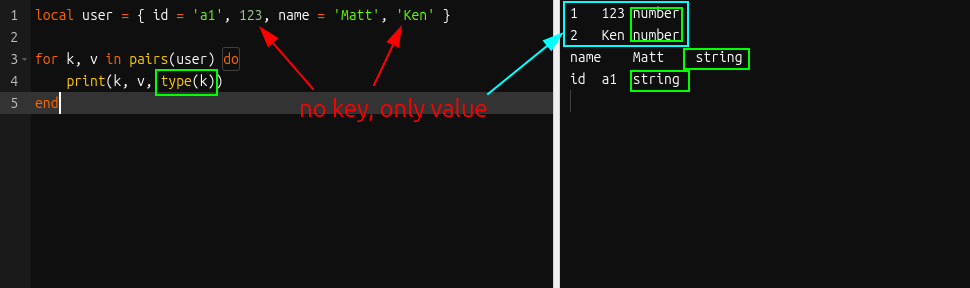 1 local user = { id = 'a1', 123, name = 'Matt', 'Ken' }
2
3 for k, v in pairs(user) do
4 print(k, v, type(k))
5 end
no key, only value
1 123 number
2 Ken number
name Matt string
id a1 string